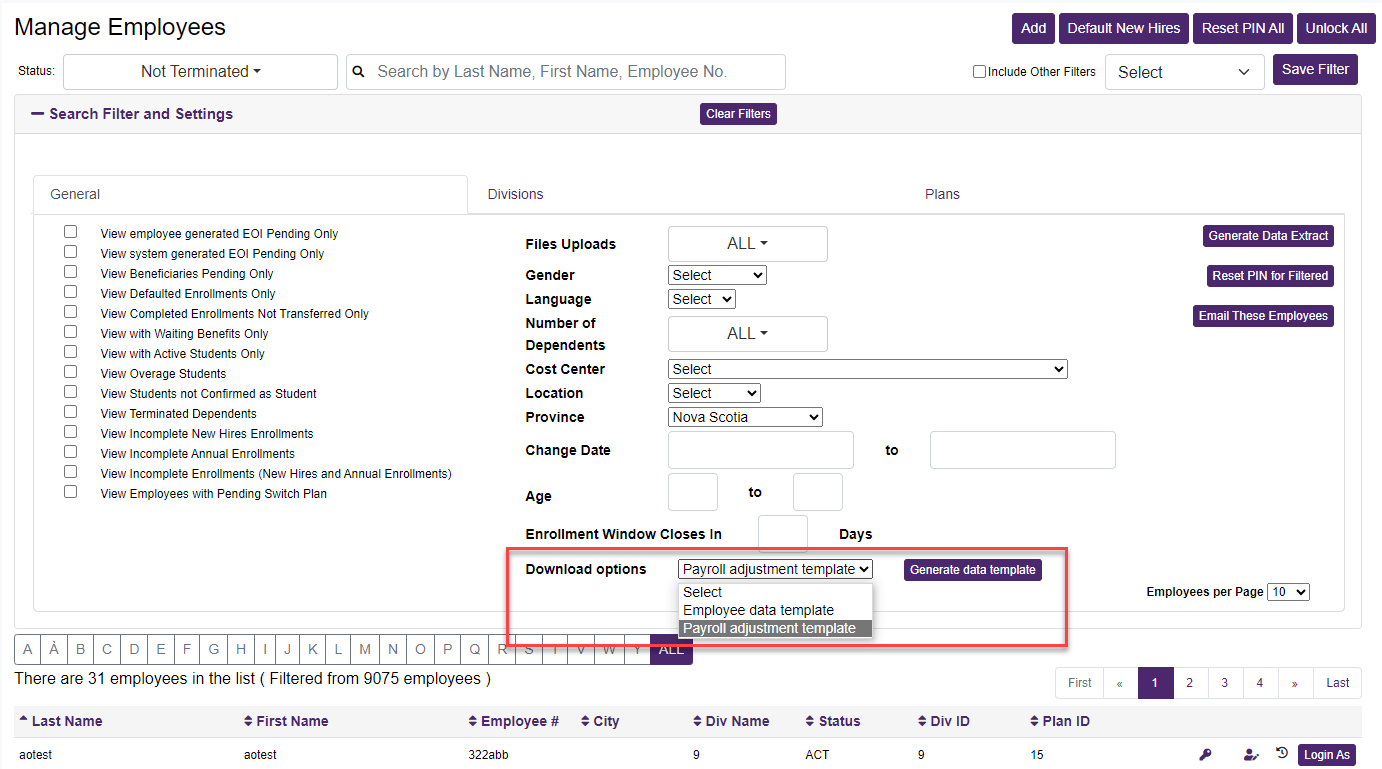 Manage Employees
Add Default New Hires Reset PIN All Unlock All
Status: Not Terminated Search by Last Name, First Name, Employee No. Include Other Filters Select Save Filter
Search Filter and Settings Clear Filters
General Divisions Plans
View employee generated EOI Pending Only
View system generated EOI Pending Only
View Beneficiaries Pending Only
View Defaulted Enrollments Only
View Completed Enrollments Not Transferred Only
View with Waiting Benefits Only
View with Active Students Only
View Overage Students
View Students not Confirmed as Student
View Terminated Dependents
View Incomplete New Hires Enrollments
View Incomplete Annual Enrollments
View Incomplete Enrollments (New Hires and Annual Enrollments)
View Employees with Pending Switch Plan
Files Uploads ALL
Gender Select
Language Select
Number of
Dependents ALL
Cost Center Select
Location Select
Province Nova Scotia
Change Date to
Age to
Enrollment Window Closes In Days
Download options Payroll adjustment template Generate data template
Select
Employee data template
Payroll adjustment template
Generate Data Extract
Reset PIN for Filtered
Email These Employees
Employees per Page 10
A À B C D E F G H I J K L M N O P Q R S T V W Y ALL
There are 31 employees in the list ( Filtered from 9075 employees )
First « 1 2 3 4 » Last
Last Name First Name Employee # City Div Name Status Div ID Plan ID
aotest aotest 322abb 9 ACT 9 15 Login As